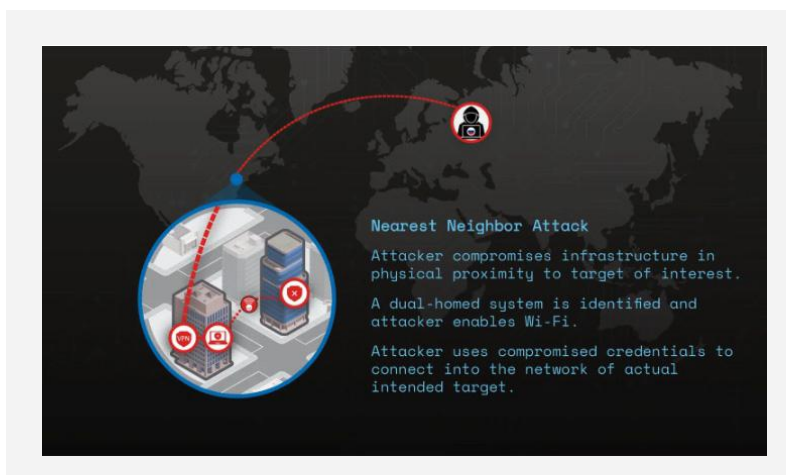 Nearest Neighbor Attack
Attacker compromises infrastructure in
physical proximity to target of interest.
A dual-homed system is identified and
attacker enables Wi-Fi.
Attacker uses compromised credentials to
connect into the network of actual
intended target.
VPN